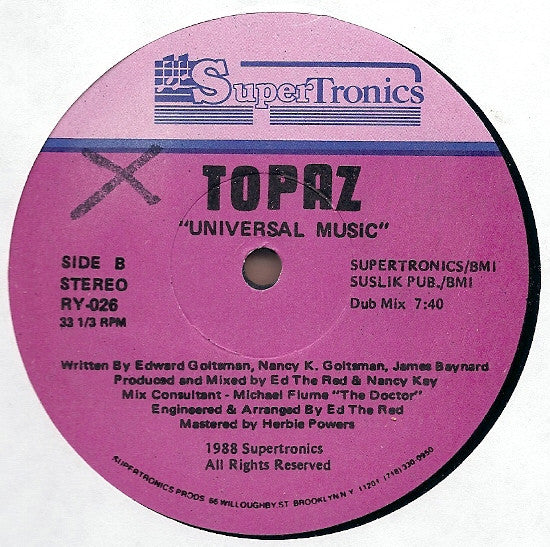 SuperTronics
TOPAZ
"UNIVERSAL MUSIC"
SIDE B
STEREO
RY-026
33 1/3 RPM
SUPERTRONICS/BMI
SUSLIK PUB./BMI
Dub Mix 7:40
Written By Edward Goltsman, Nancy K. Goltsman, James Baynard
Produced and Mixed by Ed The Red & Nancy Kay
Mix Consultant - Michael Flume "The Doctor"
Engineered & Arranged By Ed The Red
Mastered by Herbie Powers
1988 Supertronics
All Rights Reserved
SUPERTRONICS PRODS 66 WILLOUGHBY ST BROOKLYN N Y 11201 (718) 330-0950